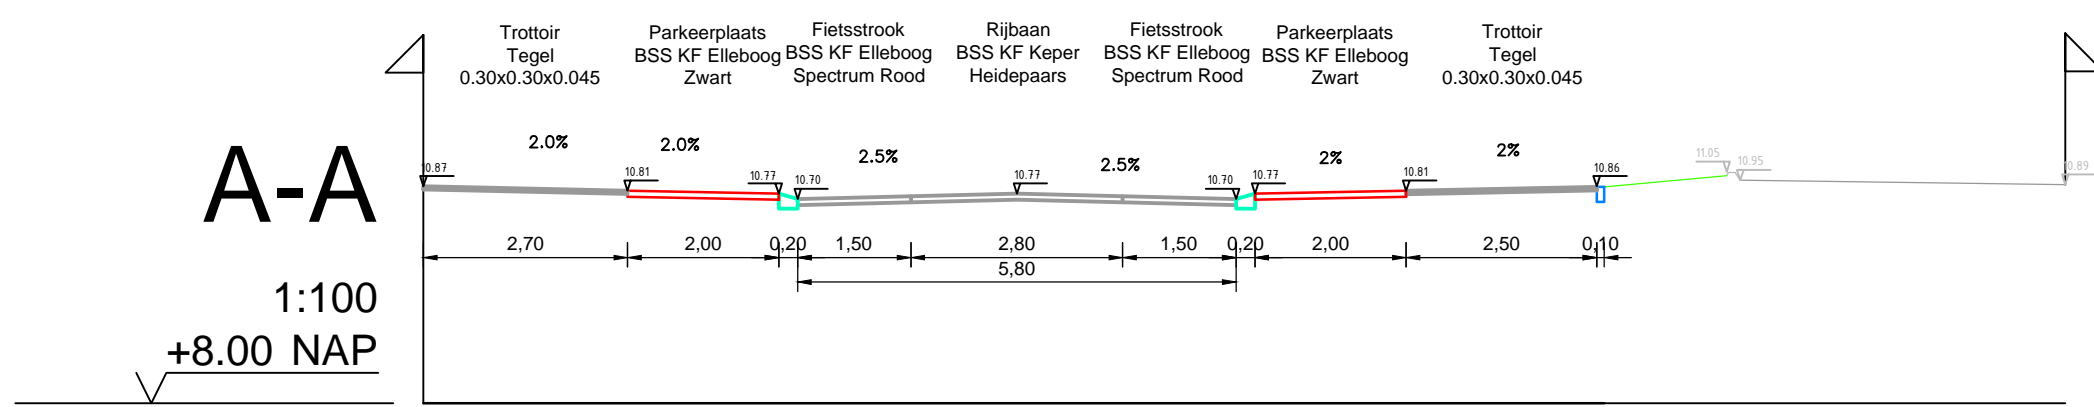 Trottoir
Tegel
0.30x0.30x0.045
Parkeerplaats
BSS KF Elleboog
Zwart
Fietsstrook
BSS KF Elleboog
Spectrum Rood
Rijbaan
BSS KF Keper
Heidepaars
Fietsstrook
BSS KF Elleboog
Spectrum Rood
Parkeerplaats
BSS KF Elleboog
Zwart
Trottoir
Tegel
0.30x0.30x0.045
2.0% 2.0% 2.5% 2.5% 2% 2%
10.87 10.81 10.77 10.70 10.77 10.70 10.77 10.81 10.86 11.05 10.95 10.89
A-A
2,70 2,00 0,20 1,50 2,80 1,50 0,20 2,00 2,50 0,10
5,80
1:100
+8.00 NAP